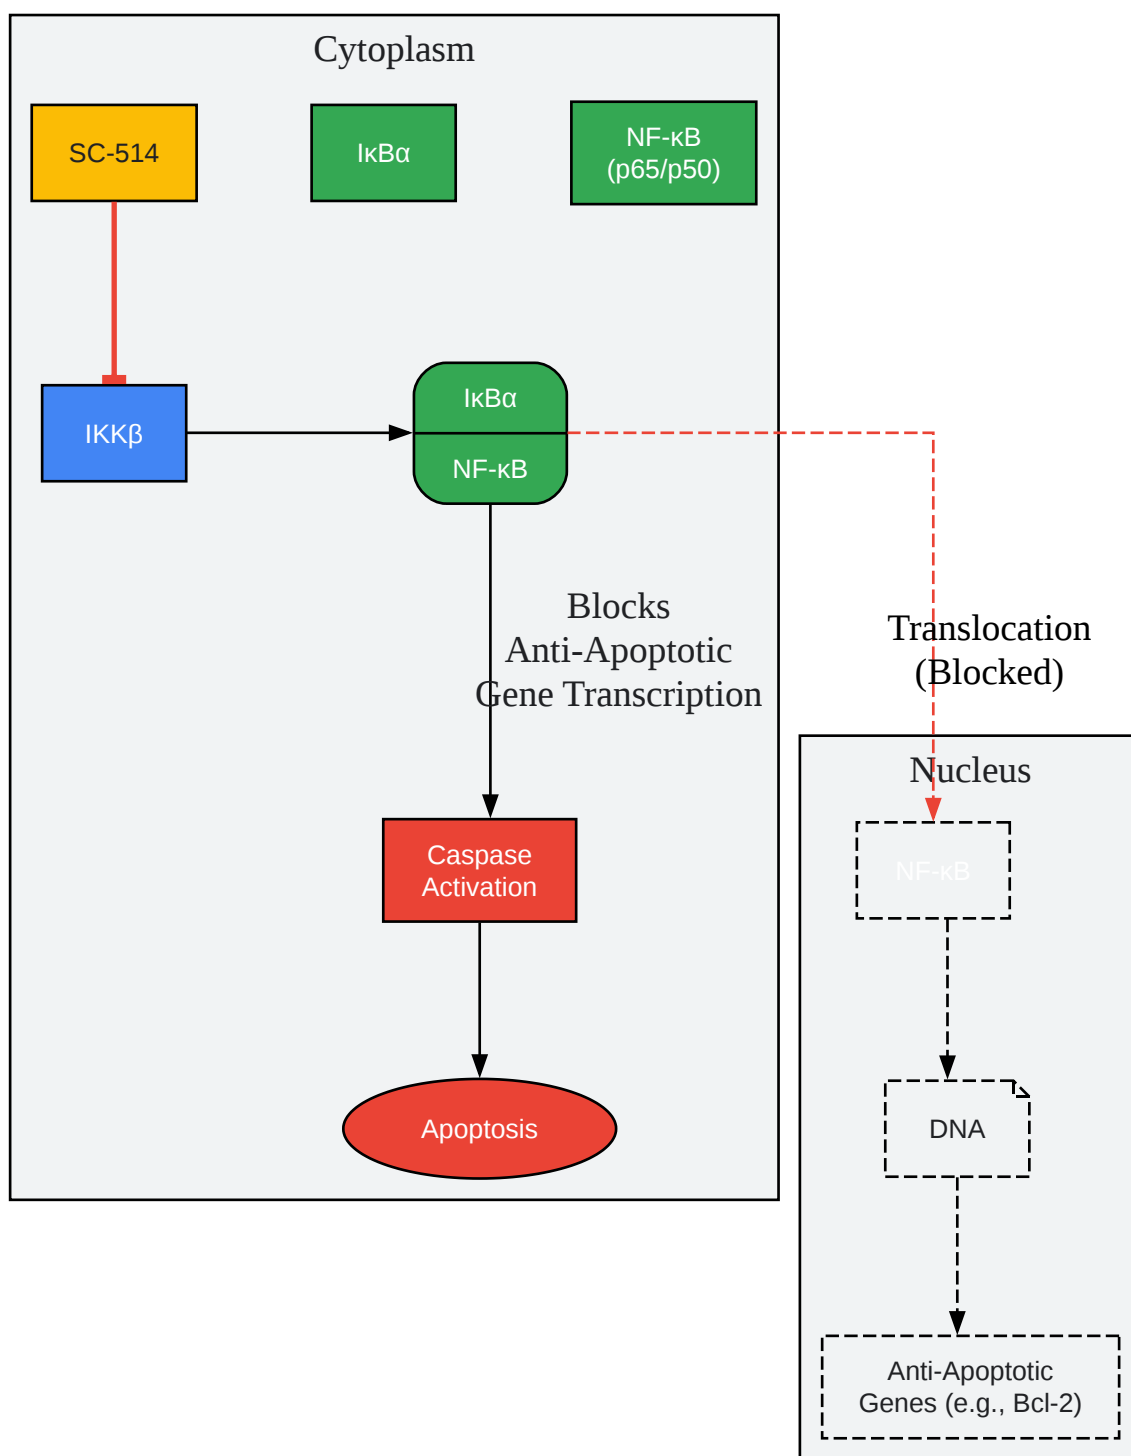 Cytoplasm
SC-514
IκBα
NF-κB
(p65/p50)
IKKβ
IκBα
NF-κB
Blocks
Anti-Apoptotic
Gene Transcription
Translocation
(Blocked)
Nucleus
Caspase
Activation
NF-κB
Apoptosis
DNA
Anti-Apoptotic
Genes (e.g., Bcl-2)